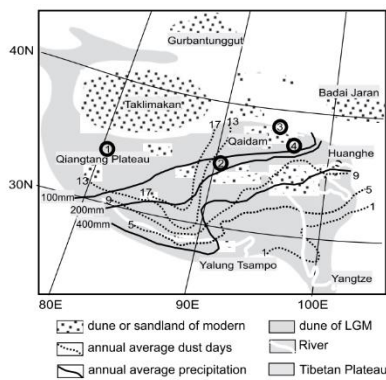 40N
Gurbantunggut
Badai Jaran
Taklimakan
17
13
3
Qaidam
4
1
Qiangtang Plateau
2
Huanghe
30N
13
17
9
100mm
9
200mm
5
400mm
5
1
Yalung Tsampo
1
Yangtze
80E
90E
100E
dune or sandland of modern
dune of LGM
annual average dust days
River
annual average precipitation
Tibetan Plateau